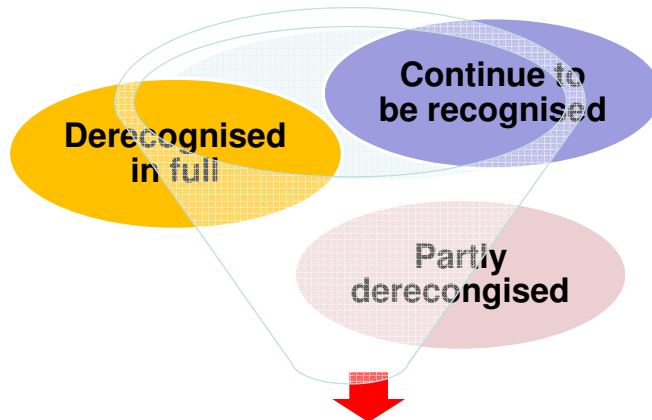 Continue to
be recognised
Derecognised
in full
Partly
derecongised